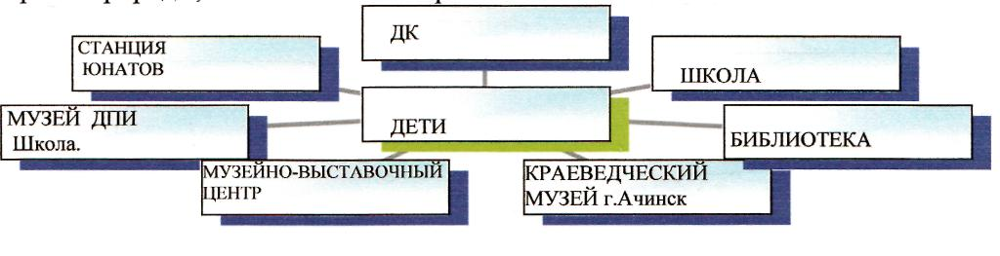 ДК
СТАНЦИЯ
ЮНАТОВ
ШКОЛА
МУЗЕЙ ДПИ
Школа.
ДЕТИ
БИБЛИОТЕКА
МУЗЕЙНО-ВЫСТАВОЧНЫЙ
ЦЕНТР
КРАЕВЕДЧЕСКИЙ
МУЗЕЙ г.Ачинск